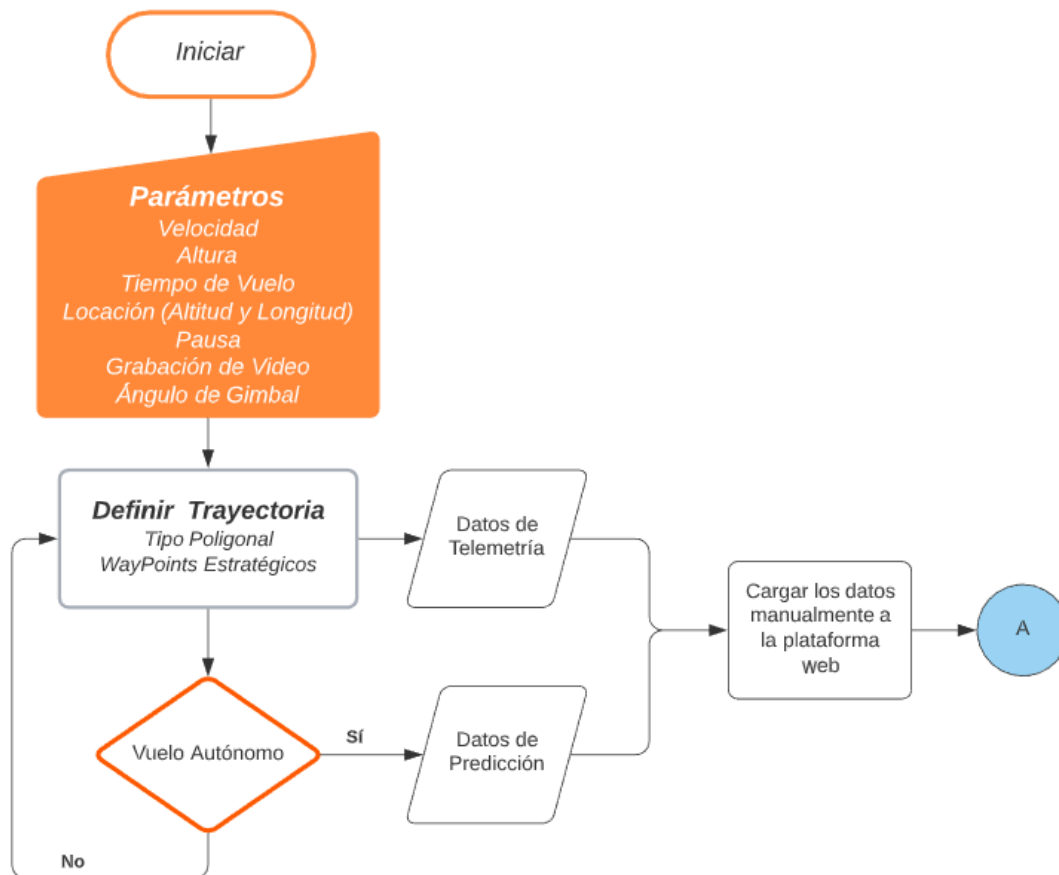 Iniciar
Parámetros
Velocidad
Altura
Tiempo de Vuelo
Locación (Altitud y Longitud)
Pausa
Grabación de Video
Ángulo de Gimbal
Definir Trayectoria
Tipo Poligonal
WayPoints Estratégicos
Datos de
Telemetría
Cargar los datos
manualmente a
la plataforma
web
A
Vuelo Autónomo
Sí
Datos de
Predicción
No